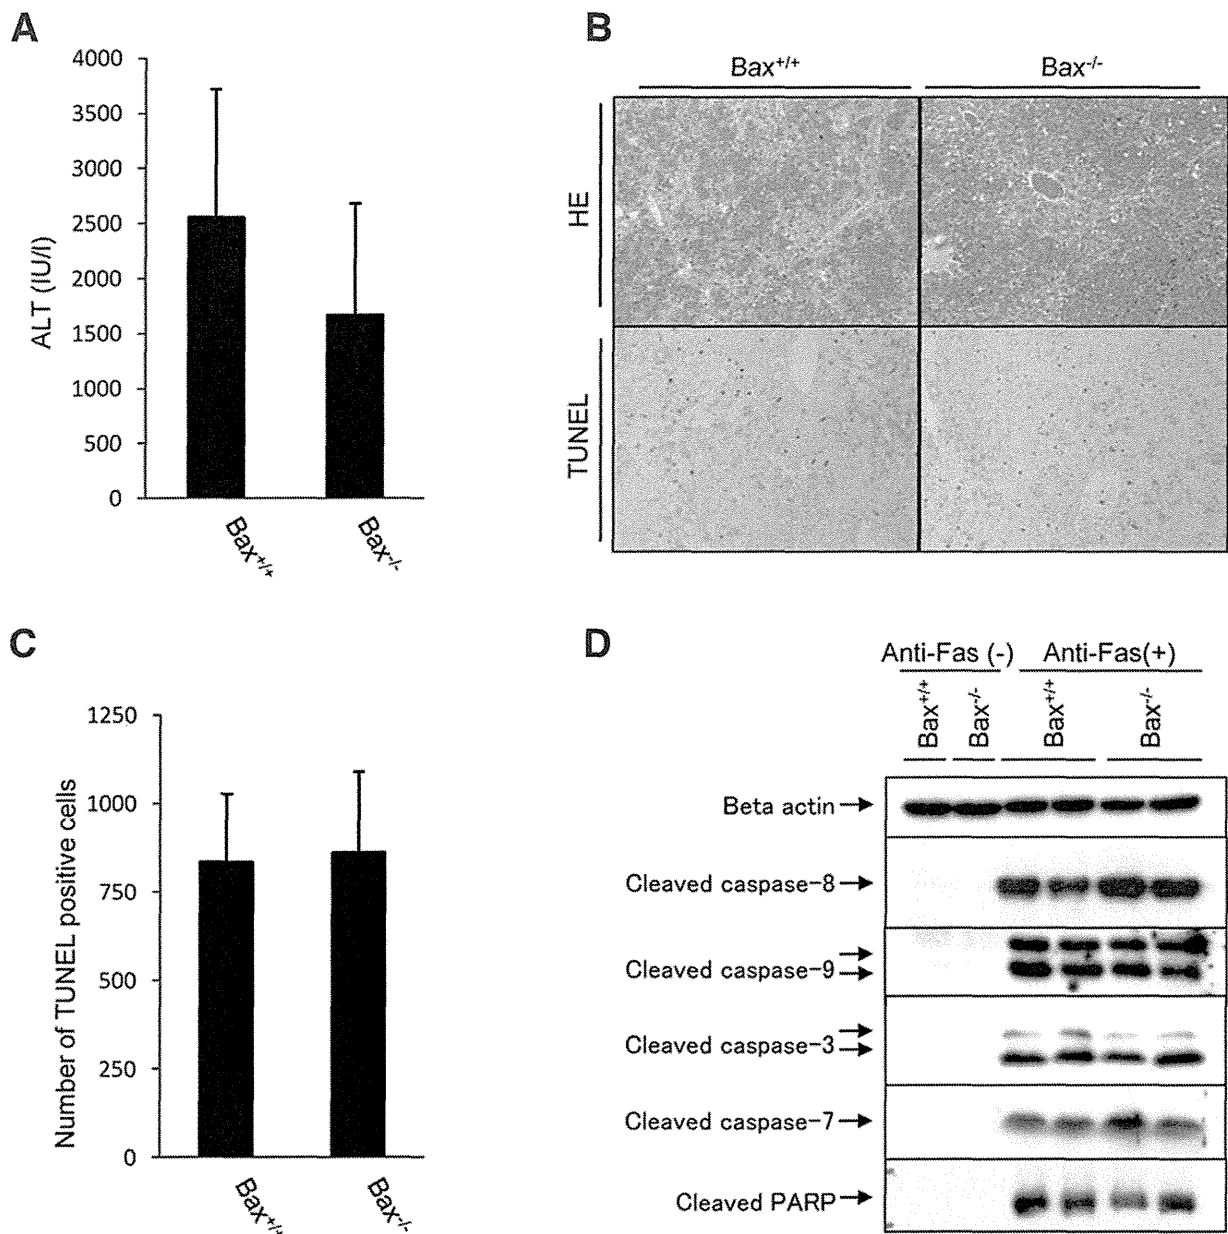 A
4000
3500
3000
2500
2000
1500
1000
500
0
ALT (IU/l)
Bax+/+
Bax-/-
B
Bax+/+
Bax-/-
HE
TUNEL
C
1250
1000
750
500
250
0
Number of TUNEL positive cells
Bax+/+
Bax-/-
D
Anti-Fas (-)
Anti-Fas(+)
Bax+/+
Bax-/-
Bax+/+
Bax-/-
Beta actin
Cleaved caspase-8
Cleaved caspase-9
Cleaved caspase-3
Cleaved caspase-7
Cleaved PARP